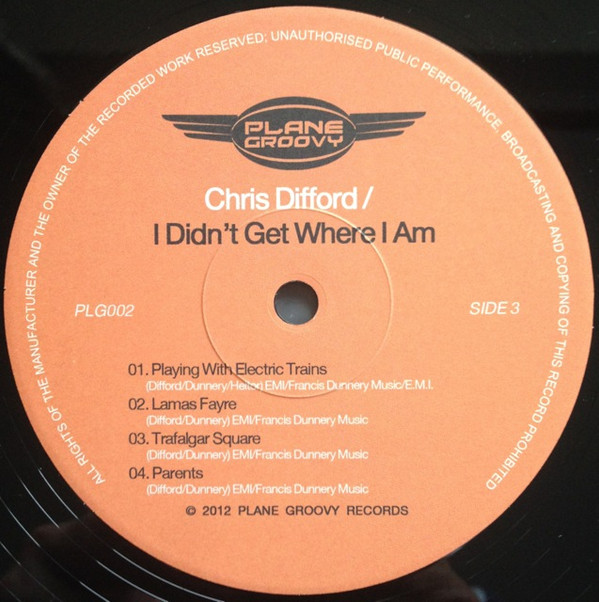 ALL RIGHTS OF THE MANUFACTURER AND THE OWNER OF THE RECORDED WORK RESERVED; UNAUTHORISED PUBLIC PERFORMANCE, BROADCASTING AND COPYING OF THIS RECORD PROHIBITED
PLANE
GROOVY
Chris Difford /
I Didn't Get Where I Am
PLG002
SIDE 3
01. Playing With Electric Trains
(Difford/Dunnery/Helfori EMI/Francis Dunnery Music/E.M.I.
02. Lamas Fayre
(Difford/Dunnery) EMI/Francis Dunnery Music
03. Trafalgar Square
(Difford/Dunnery) EMI/Francis Dunnery Music
04. Parents
(Difford/Dunnery) EMI/Francis Dunnery Music
© 2012 PLANE GROOVY RECORDS